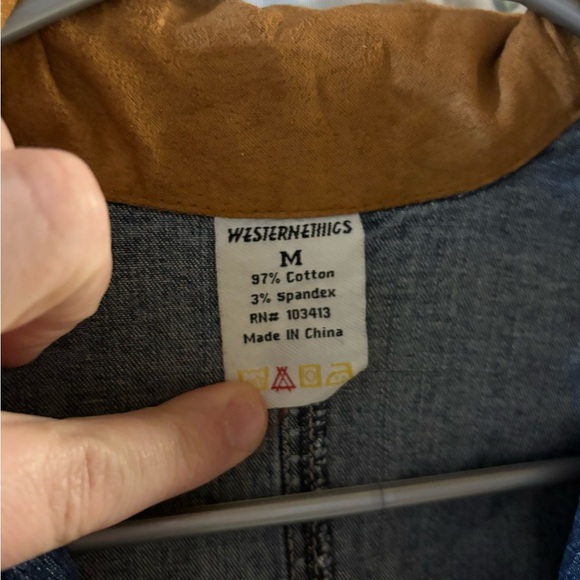 WESTERNETHICS
M
97% Cotton
3% Spandex
RN# 103413
Made IN China